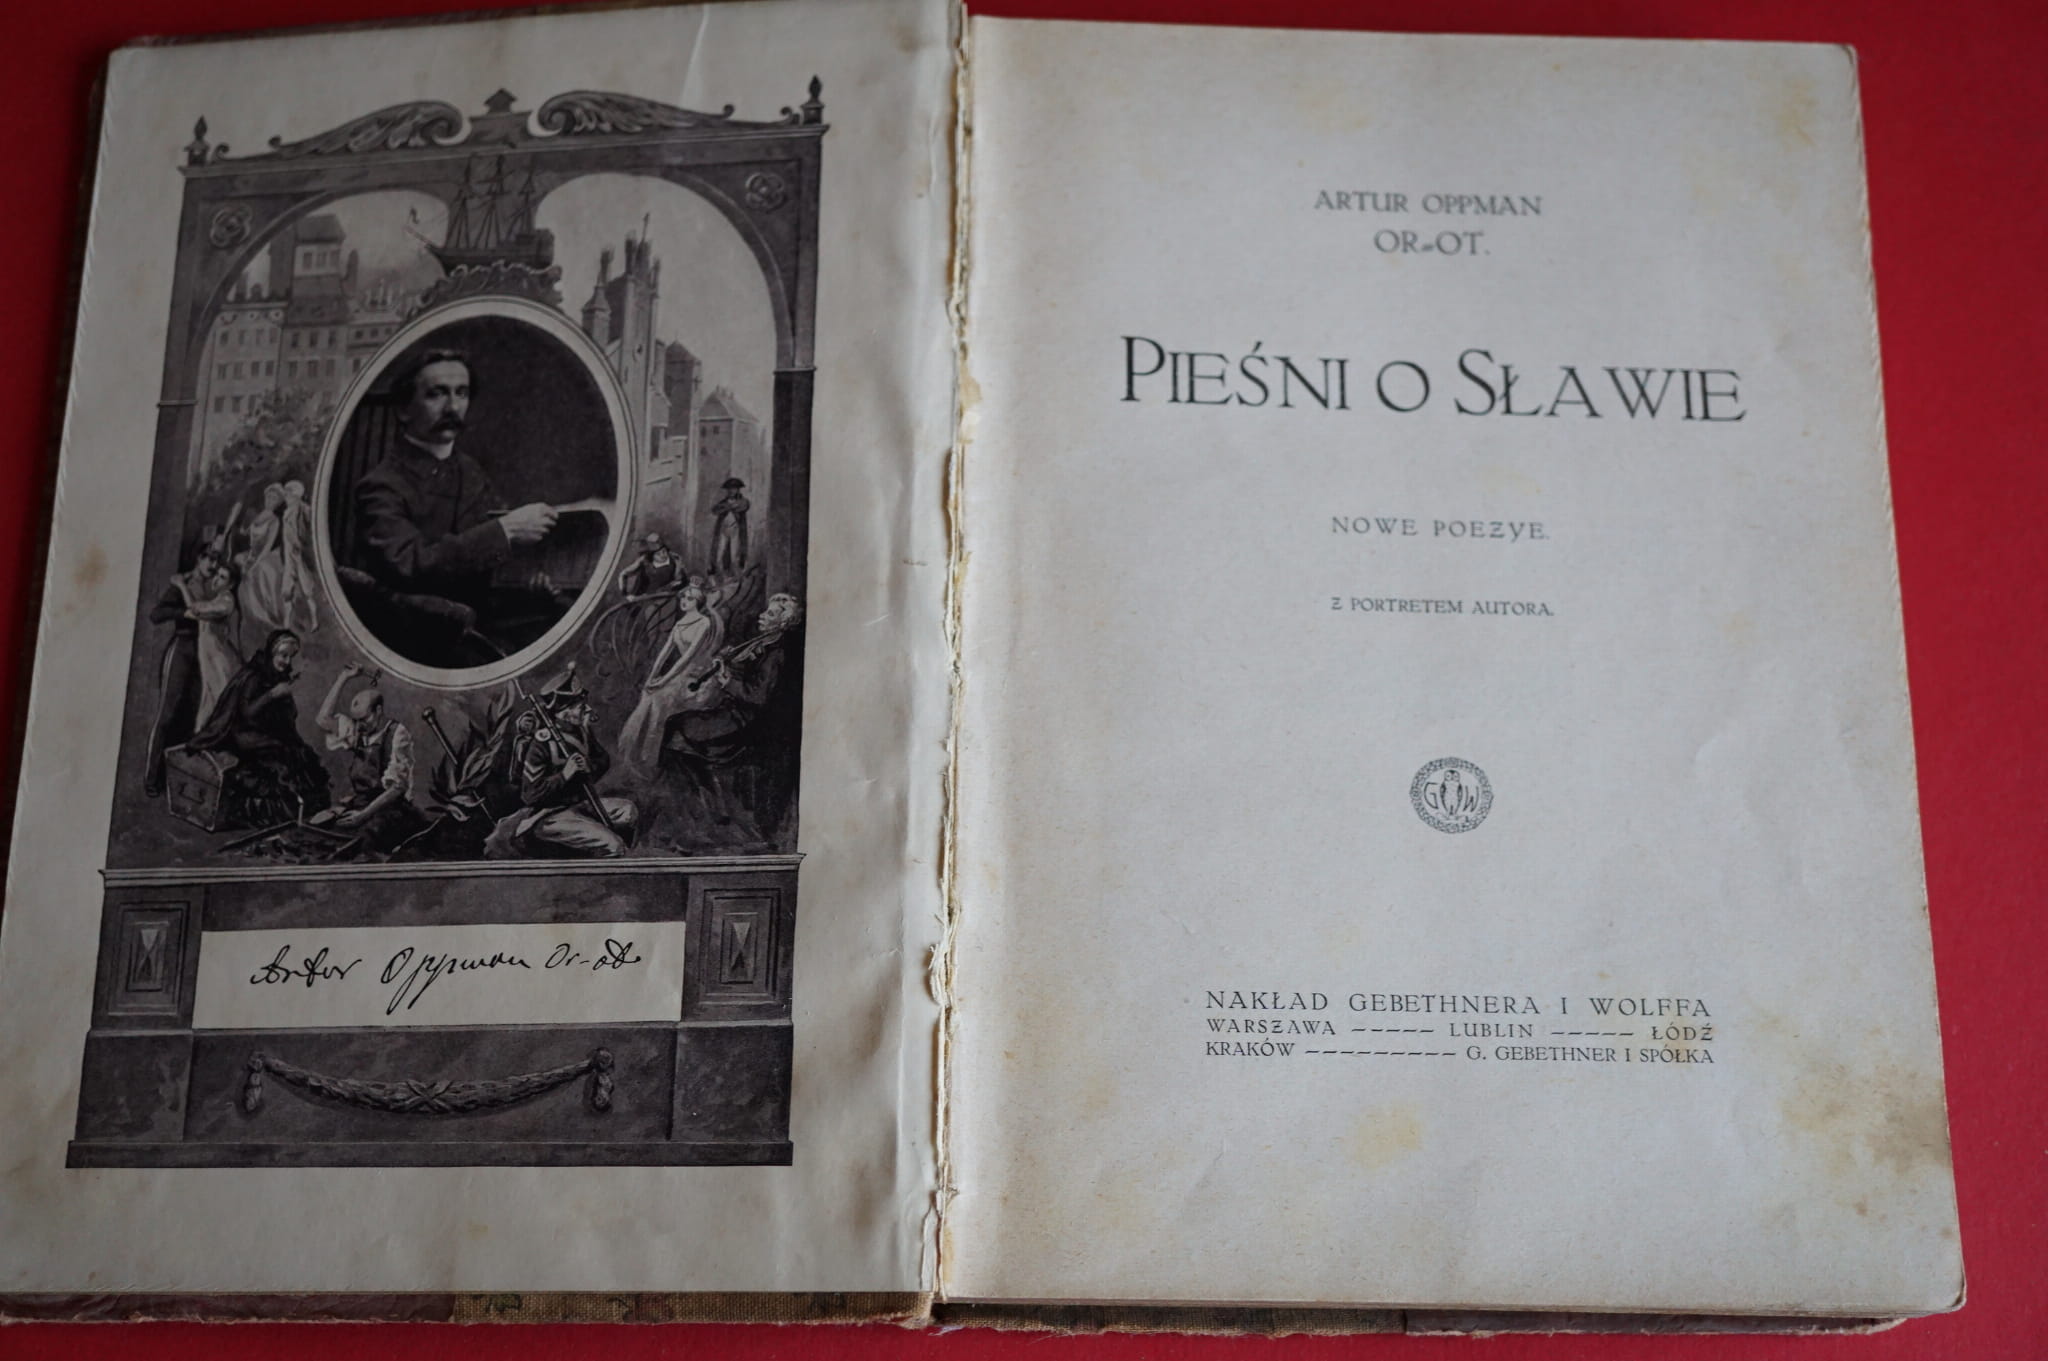 Artur Oppman Or-ot.
ARTUR OPPMAN
OR-OT.
PIEŚNI O SŁAWIE
NOWE POEZYE.
Z PORTRETEM AUTORA.
G W
NAKŁAD GEBETHNERA I WOLFFA
WARSZAWA ----- LUBLIN ----- ŁÓDŹ
KRAKÓW --------- G. GEBETHNER I SPÓŁKA